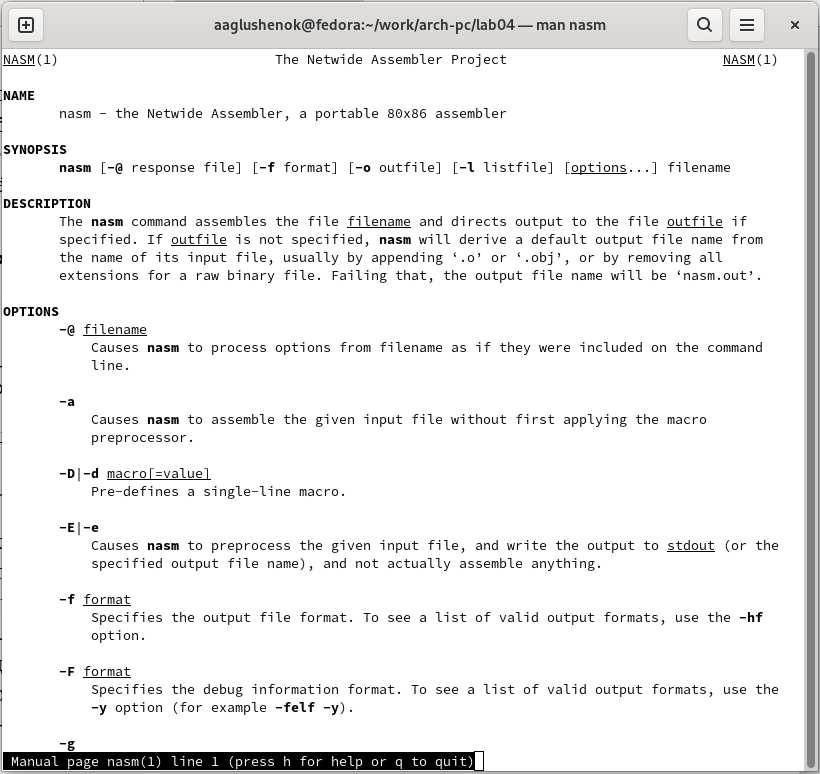 aaglushenok@fedora:~/work/arch-pc/lab04 — man nasm
NASM(1) The Netwide Assembler Project NASM(1)
NAME
nasm - the Netwide Assembler, a portable 80x86 assembler
SYNOPSIS
nasm [-@ response file] [-f format] [-o outfile] [-l listfile] [options...] filename
DESCRIPTION
The nasm command assembles the file filename and directs output to the file outfile if
specified. If outfile is not specified, nasm will derive a default output file name from
the name of its input file, usually by appending ‘.o’ or ‘.obj’, or by removing all
extensions for a raw binary file. Failing that, the output file name will be ‘nasm.out’.
OPTIONS
-@ filename
Causes nasm to process options from filename as if they were included on the command
line.
-a
Causes nasm to assemble the given input file without first applying the macro
preprocessor.
-D|-d macro[=value]
Pre-defines a single-line macro.
-E|-e
Causes nasm to preprocess the given input file, and write the output to stdout (or the
specified output file name), and not actually assemble anything.
-f format
Specifies the output file format. To see a list of valid output formats, use the -hf
option.
-F format
Specifies the debug information format. To see a list of valid output formats, use the
-y option (for example -felf -y).
-g
Manual page nasm(1) line 1 (press h for help or q to quit)